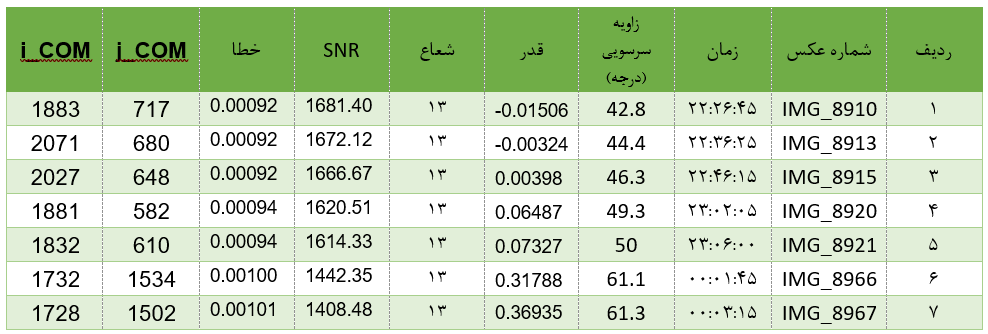 ردیف شماره عکس زمان زاویه سرسویی (درجه) قدر شعاع SNR خطا j_COM i_COM
۱ IMG_8910 ۲۲:۲۶:۴۵ 42.8 -0.01506 ۱۳ 1681.40 0.00092 717 1883
۲ IMG_8913 ۲۲:۳۶:۲۵ 44.4 -0.00324 ۱۳ 1672.12 0.00092 680 2071
۳ IMG_8915 ۲۲:۴۶:۱۵ 46.3 0.00398 ۱۳ 1666.67 0.00092 648 2027
۴ IMG_8920 ۲۳:۰۲:۰۵ 49.3 0.06487 ۱۳ 1620.51 0.00094 582 1881
۵ IMG_8921 ۲۳:۰۶:۰۰ 50 0.07327 ۱۳ 1614.33 0.00094 610 1832
۶ IMG_8966 ۰۰:۰۱:۴۵ 61.1 0.31788 ۱۳ 1442.35 0.00100 1534 1732
۷ IMG_8967 ۰۰:۰۳:۱۵ 61.3 0.36935 ۱۳ 1408.48 0.00101 1502 1728